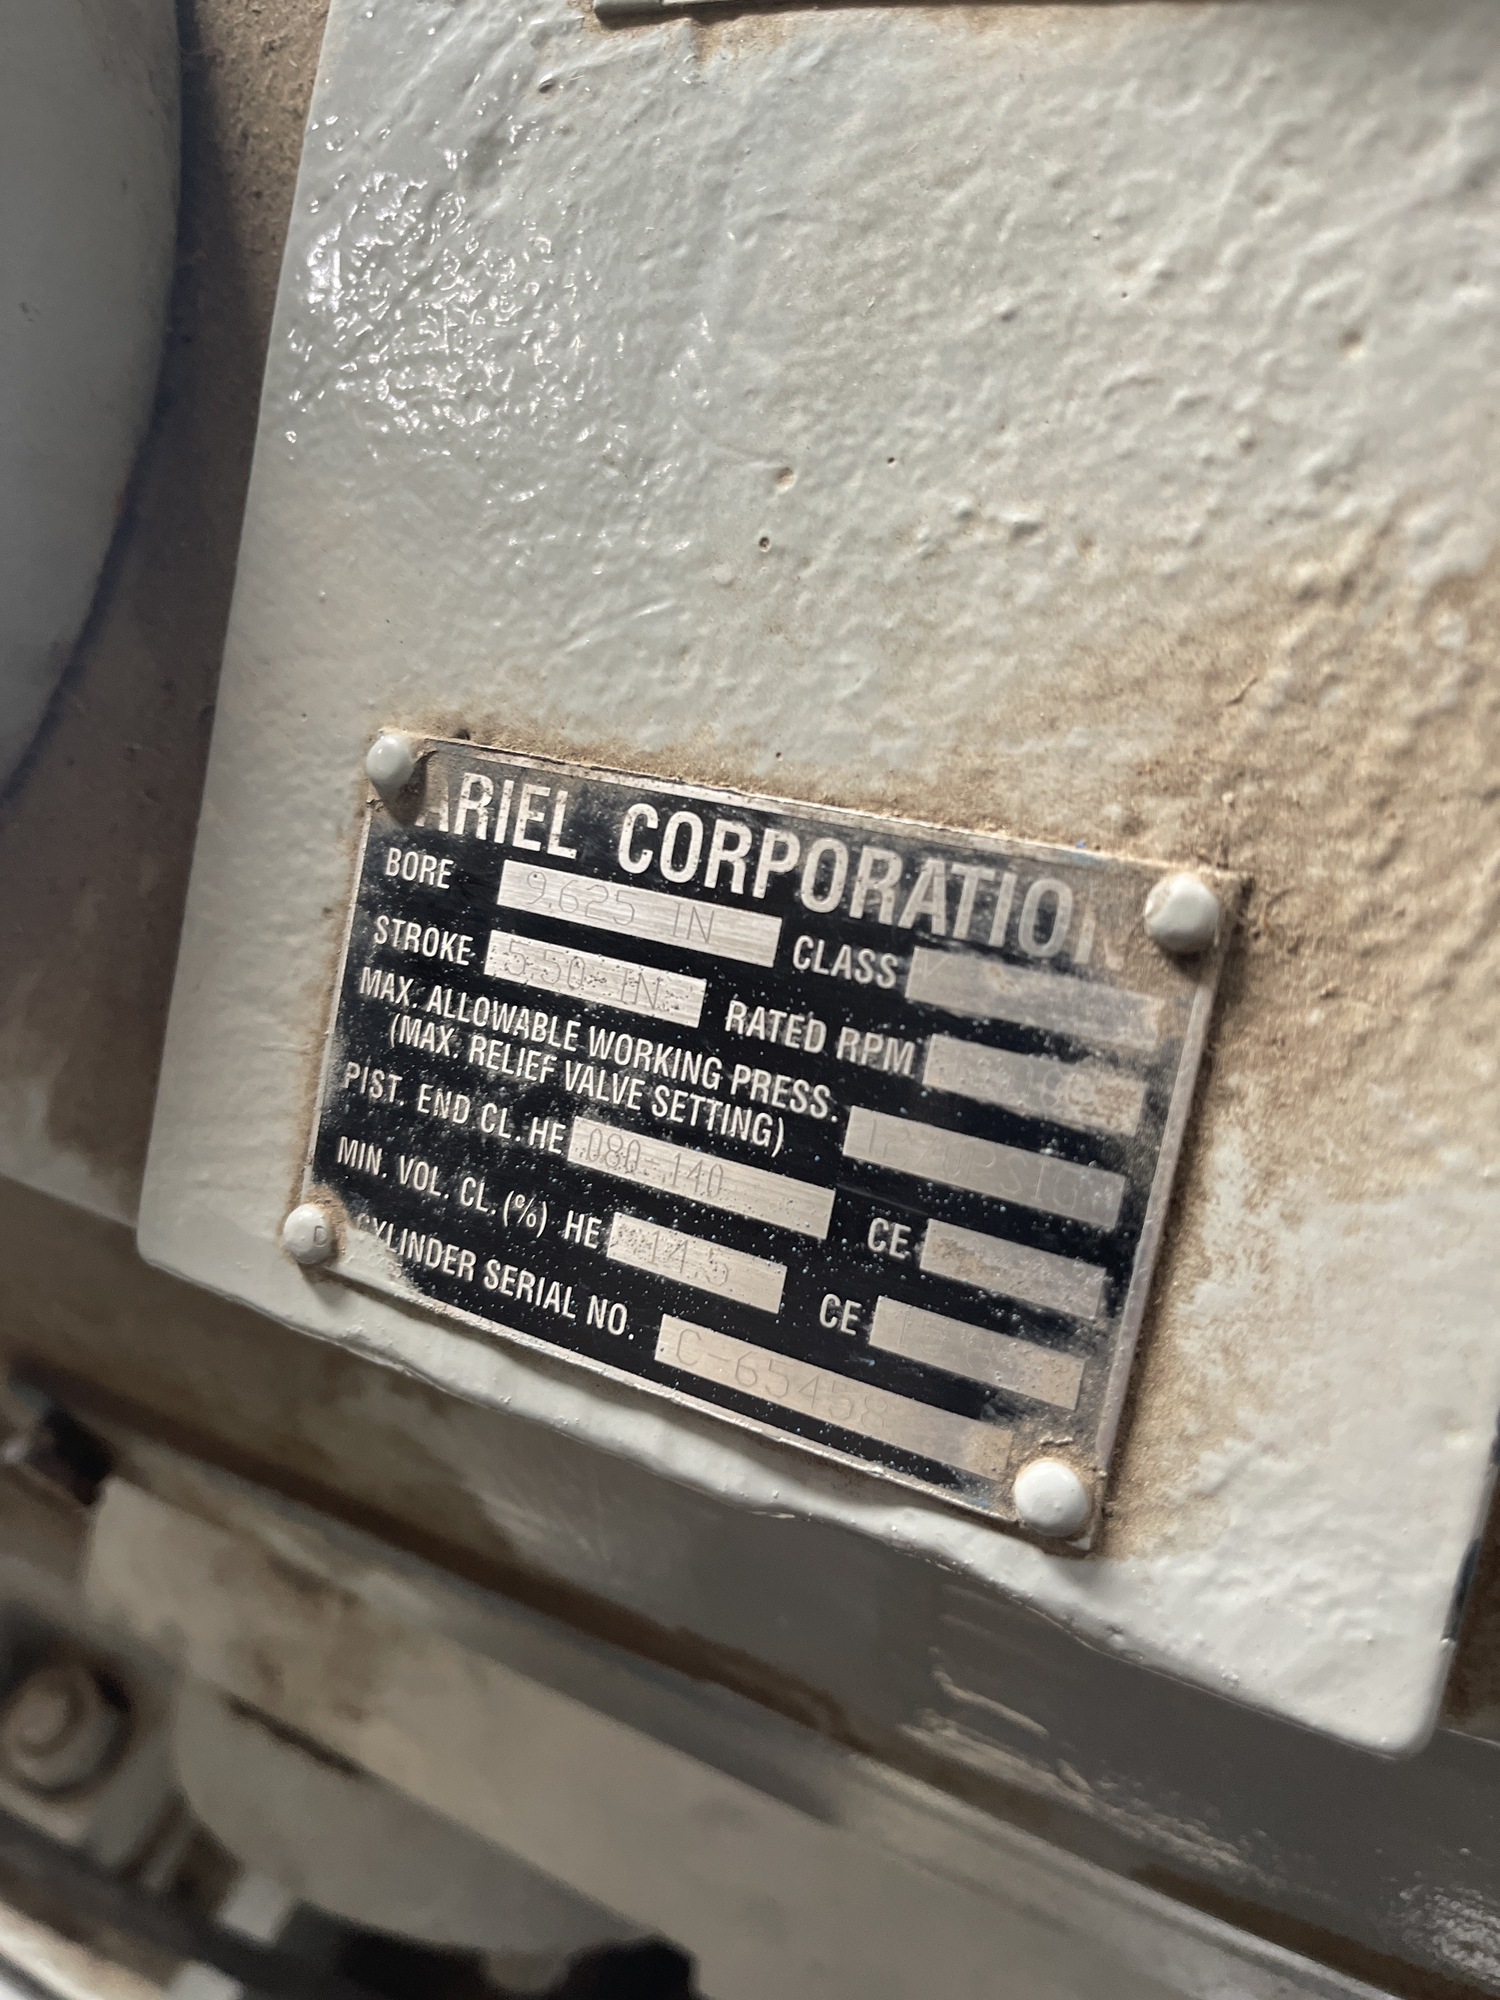 ARIEL CORPORATION
BORE 9.625 IN CLASS
STROKE 5.50 IN RATED RPM
MAX. ALLOWABLE WORKING PRESS.
(MAX. RELIEF VALVE SETTING)
PIST. END CL. HE .080-.140 CE
MIN. VOL. CL. (%) HE 14.5 CE
CYLINDER SERIAL NO. C-65458